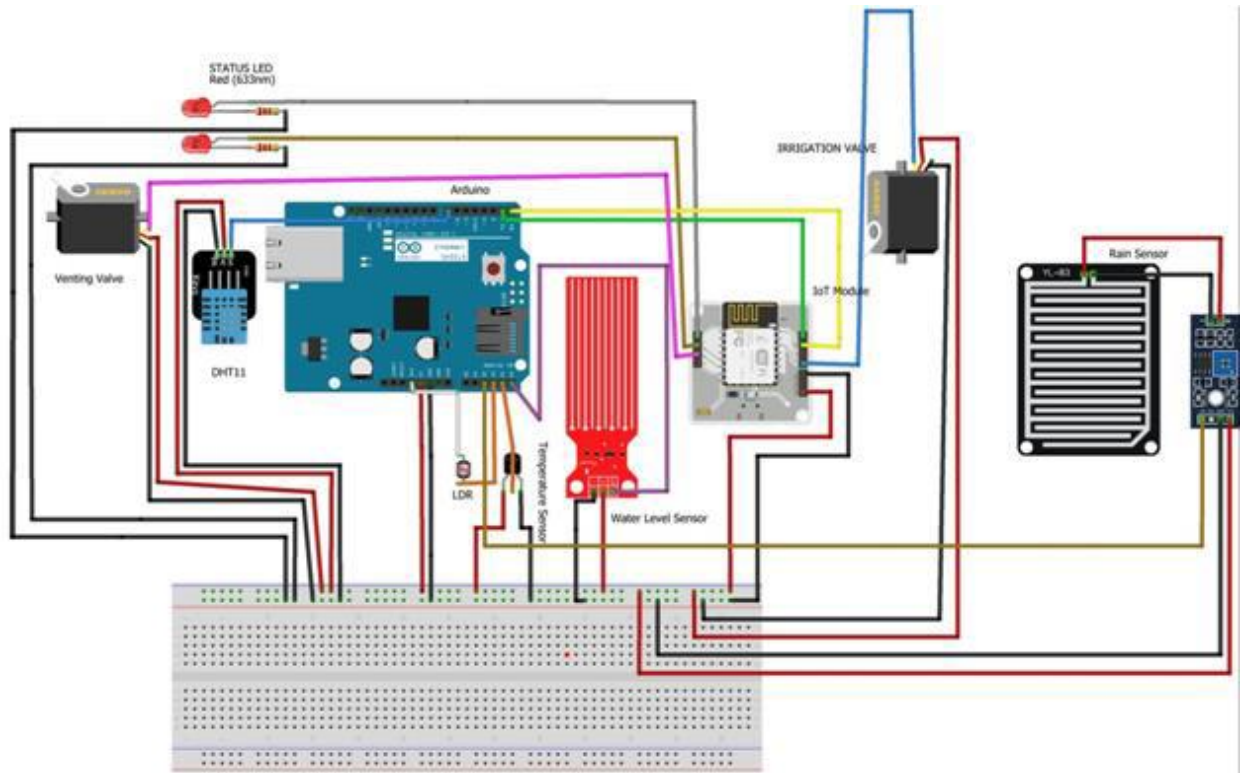 STATUS LED
Red (633nm)
IRRIGATION VALVE
Arduino
Venting Valve
Rain Sensor
YL-83
IoT Module
DHT11
LDR
Temperature Sensor
Water Level Sensor